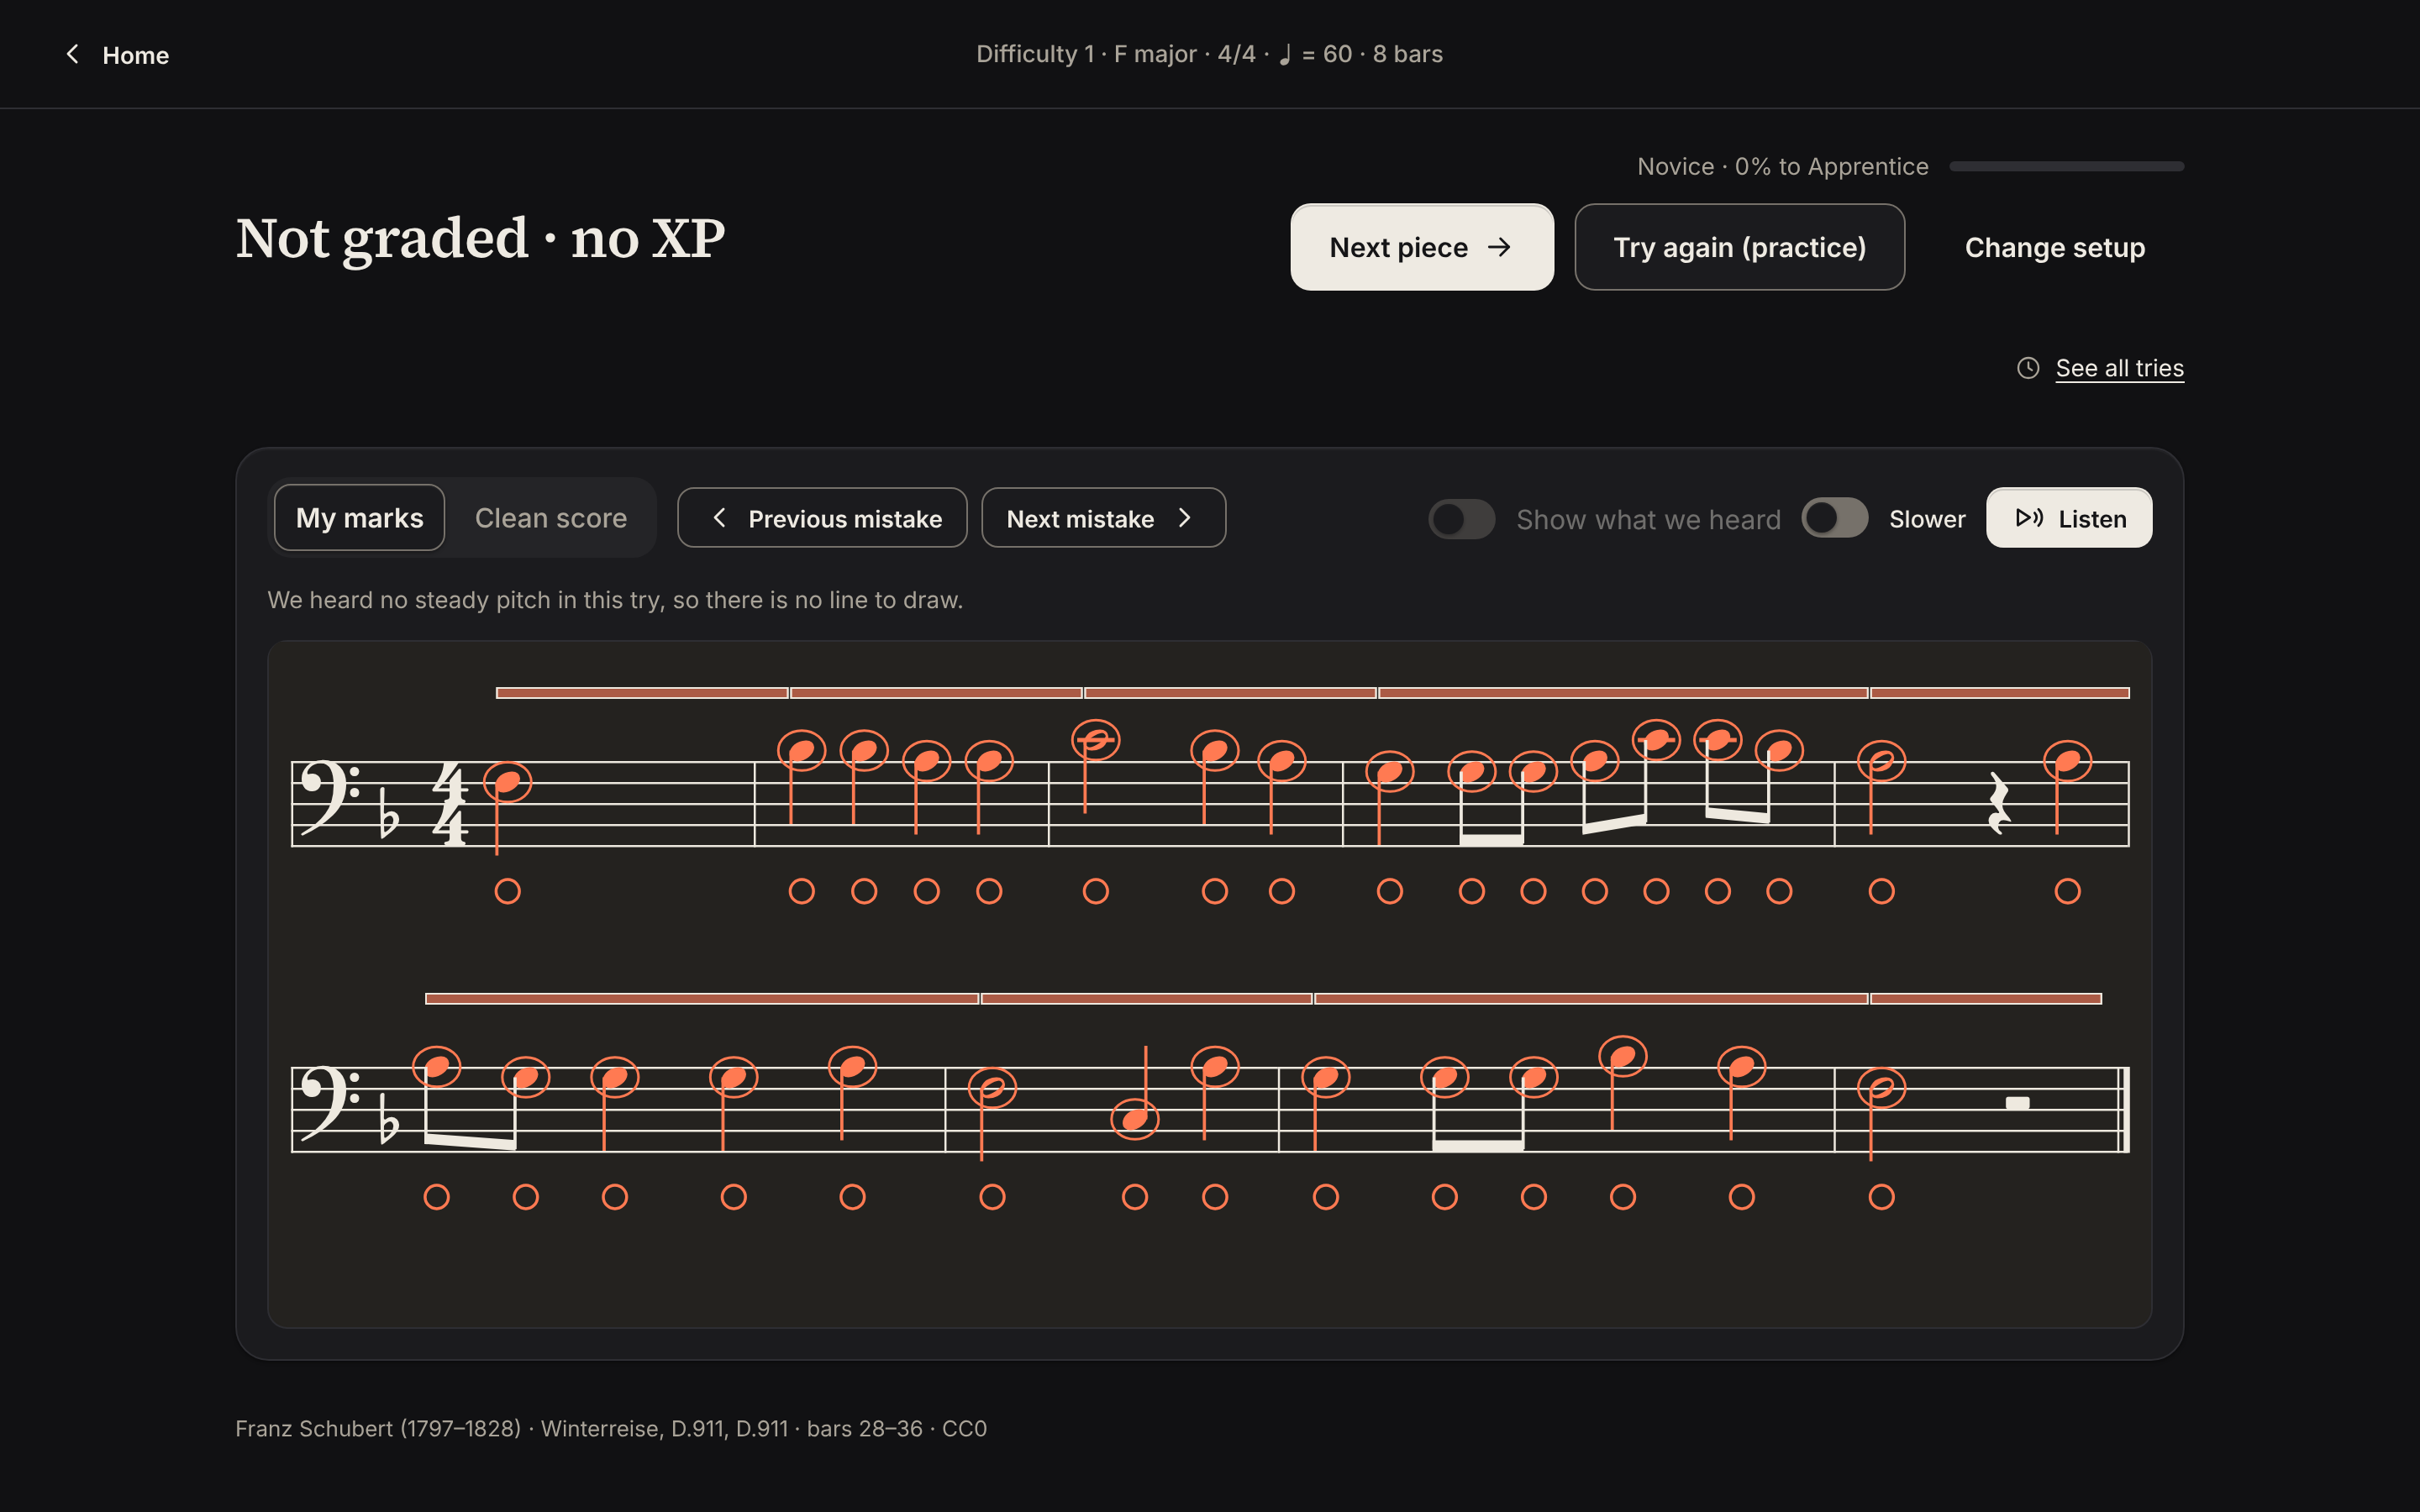 Home
Difficulty 1 · F major · 4/4 · ♩ = 60 · 8 bars
Novice · 0% to Apprentice
Not graded · no XP
Next piece →
Try again (practice)
Change setup
See all tries
My marks
Clean score
Previous mistake
Next mistake
Show what we heard
Slower
Listen
We heard no steady pitch in this try, so there is no line to draw.
4
4
Franz Schubert (1797–1828) · Winterreise, D.911, D.911 · bars 28–36 · CC0